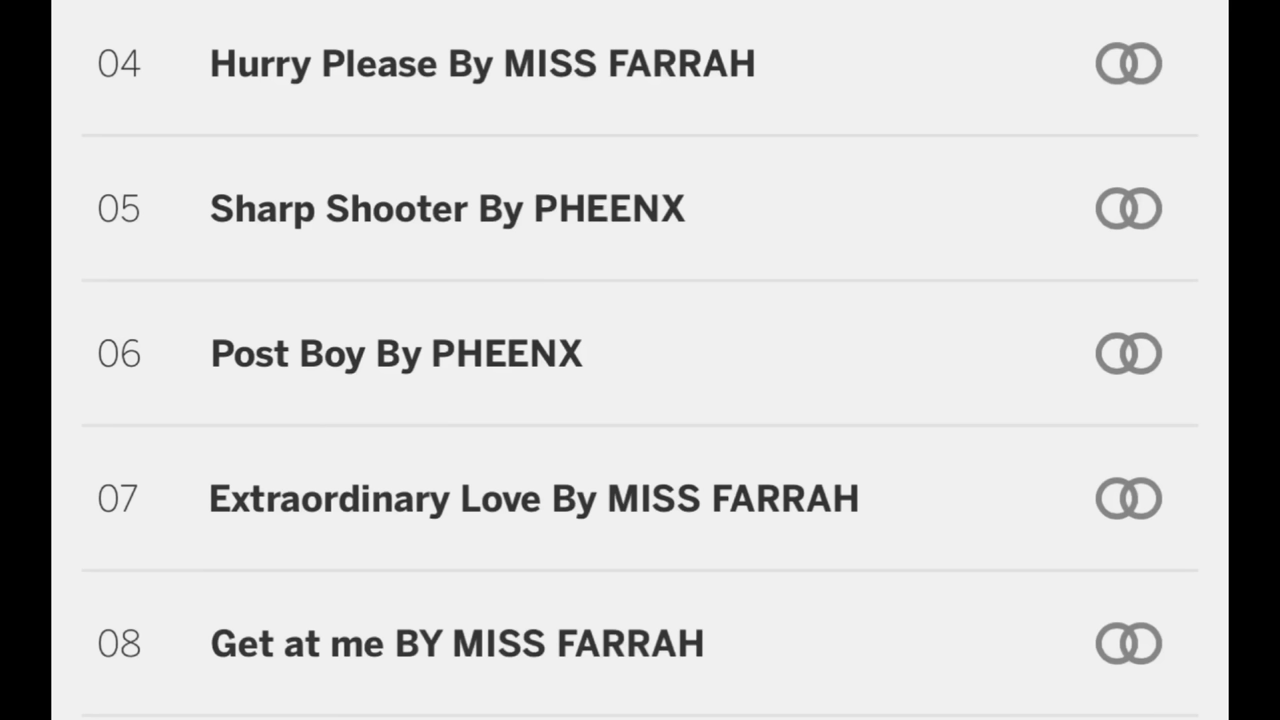 04 Hurry Please By MISS FARRAH
05 Sharp Shooter By PHEENX
06 Post Boy By PHEENX
07 Extraordinary Love By MISS FARRAH
08 Get at me BY MISS FARRAH